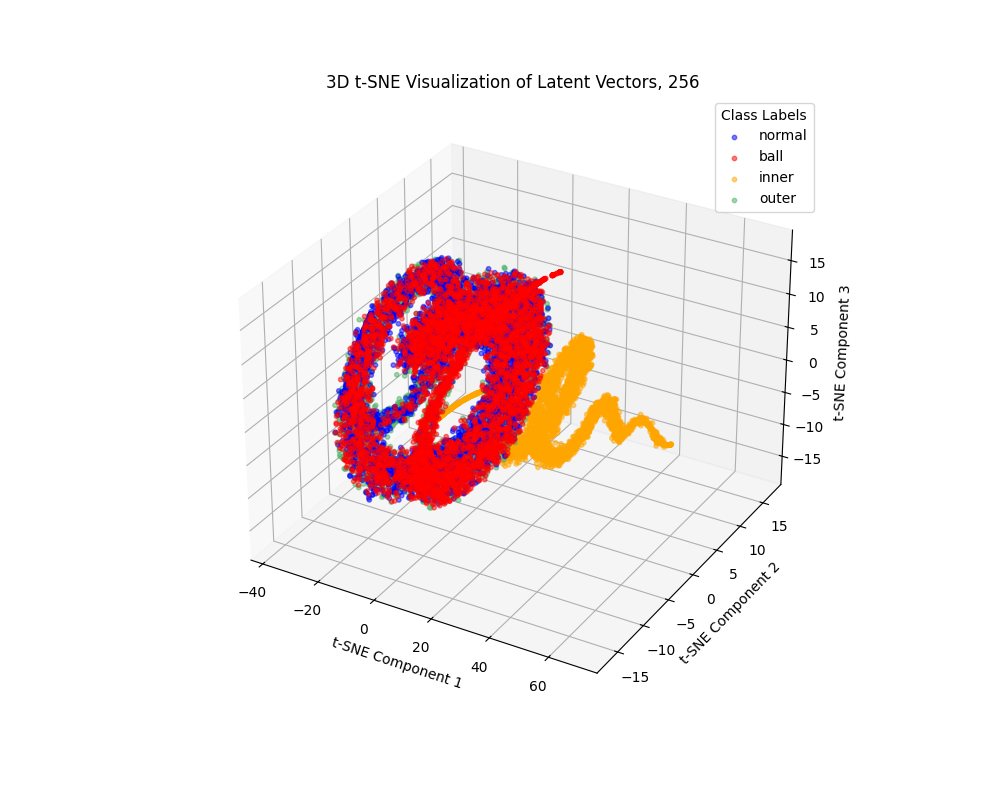 3D t-SNE Visualization of Latent Vectors, 256
Class Labels
normal
ball
inner
outer
15
10
5
0
−5
−10
−15
t-SNE Component 3
15
10
5
0
−5
−10
−15
t-SNE Component 2
−40
−20
0
20
40
60
t-SNE Component 1